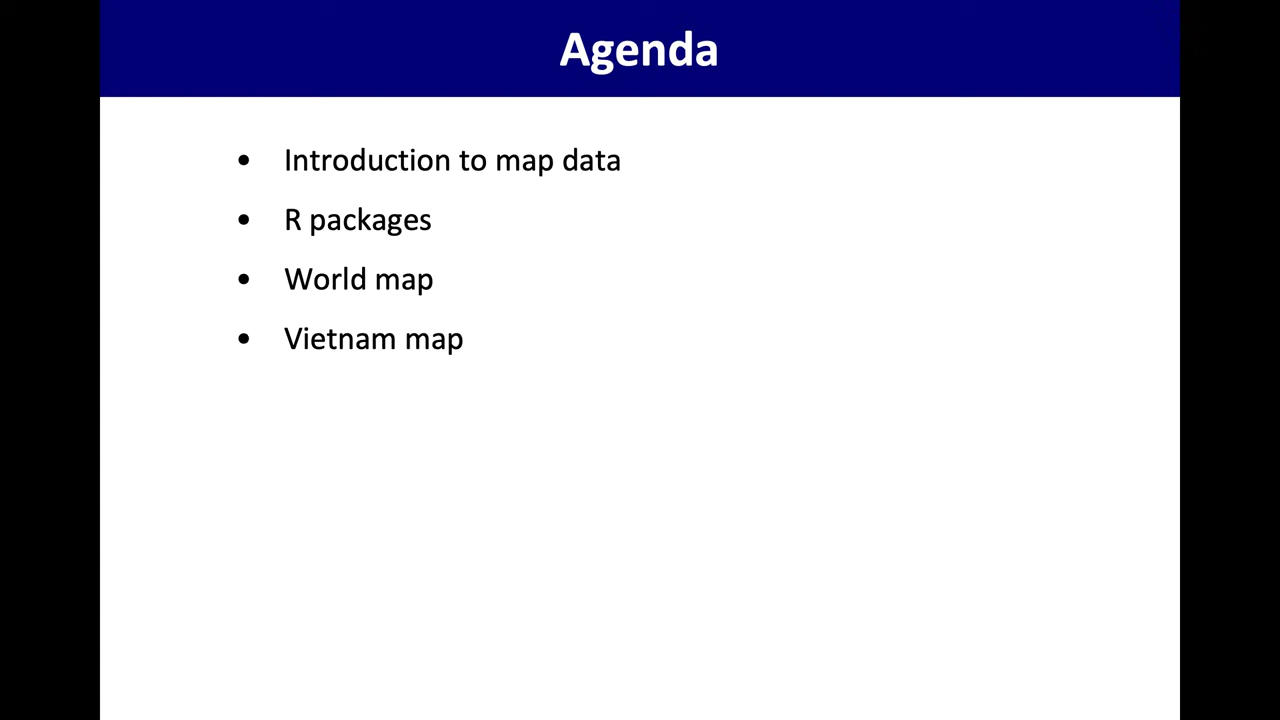 Agenda
• Introduction to map data
• R packages
• World map
• Vietnam map